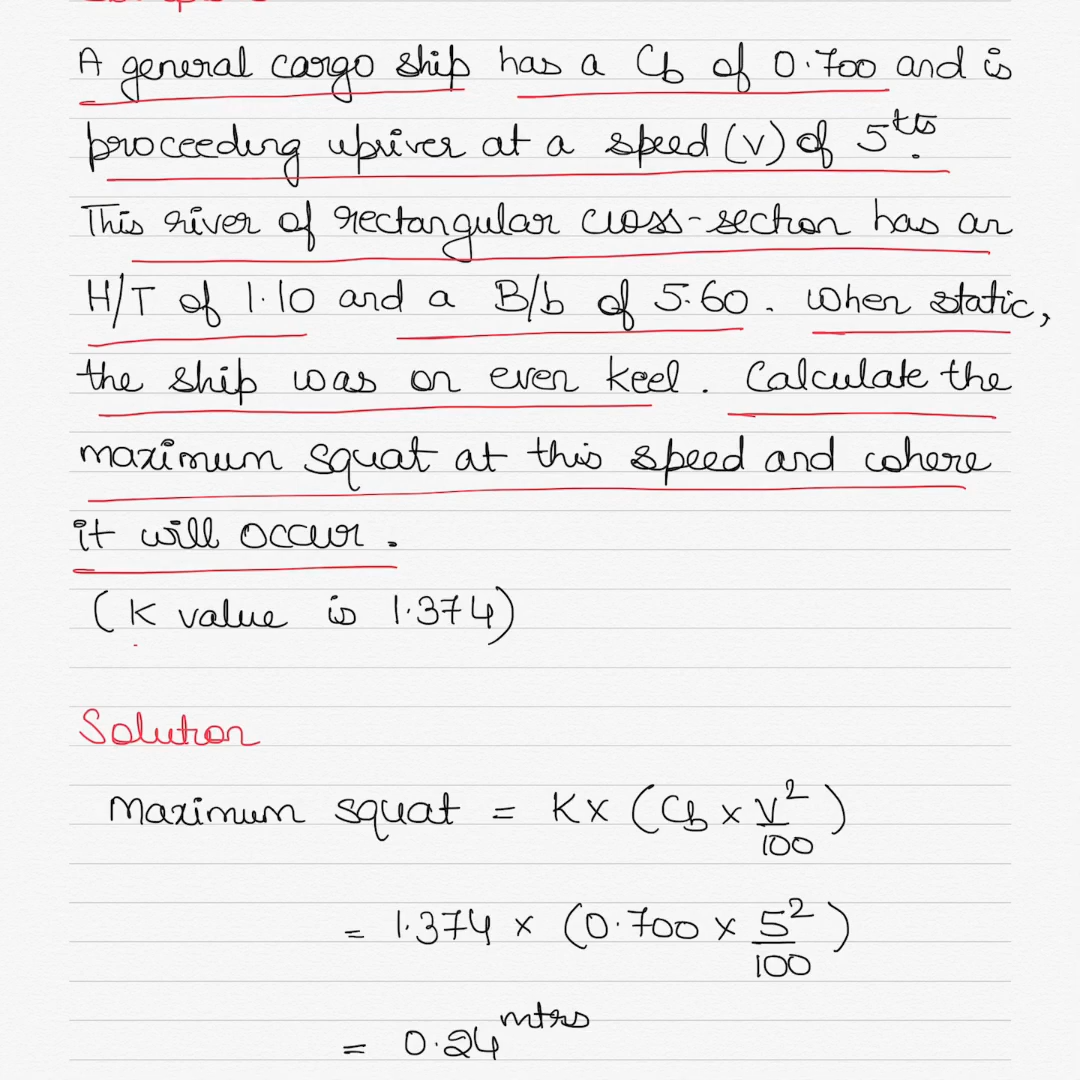 A general cargo ship has a Cb of 0.700 and is
proceeding upriver at a speed (V) of 5 kts.
This river of rectangular cross-section has an
H/T of 1.10 and a B/b of 5.60. When static,
the ship was on even keel. Calculate the
maximum squat at this speed and where
it will occur.
(K value is 1.374)
Solution
Maximum squat = K x (Cb x V²/100)
= 1.374 x (0.700 x 5²/100)
= 0.24 mtrs